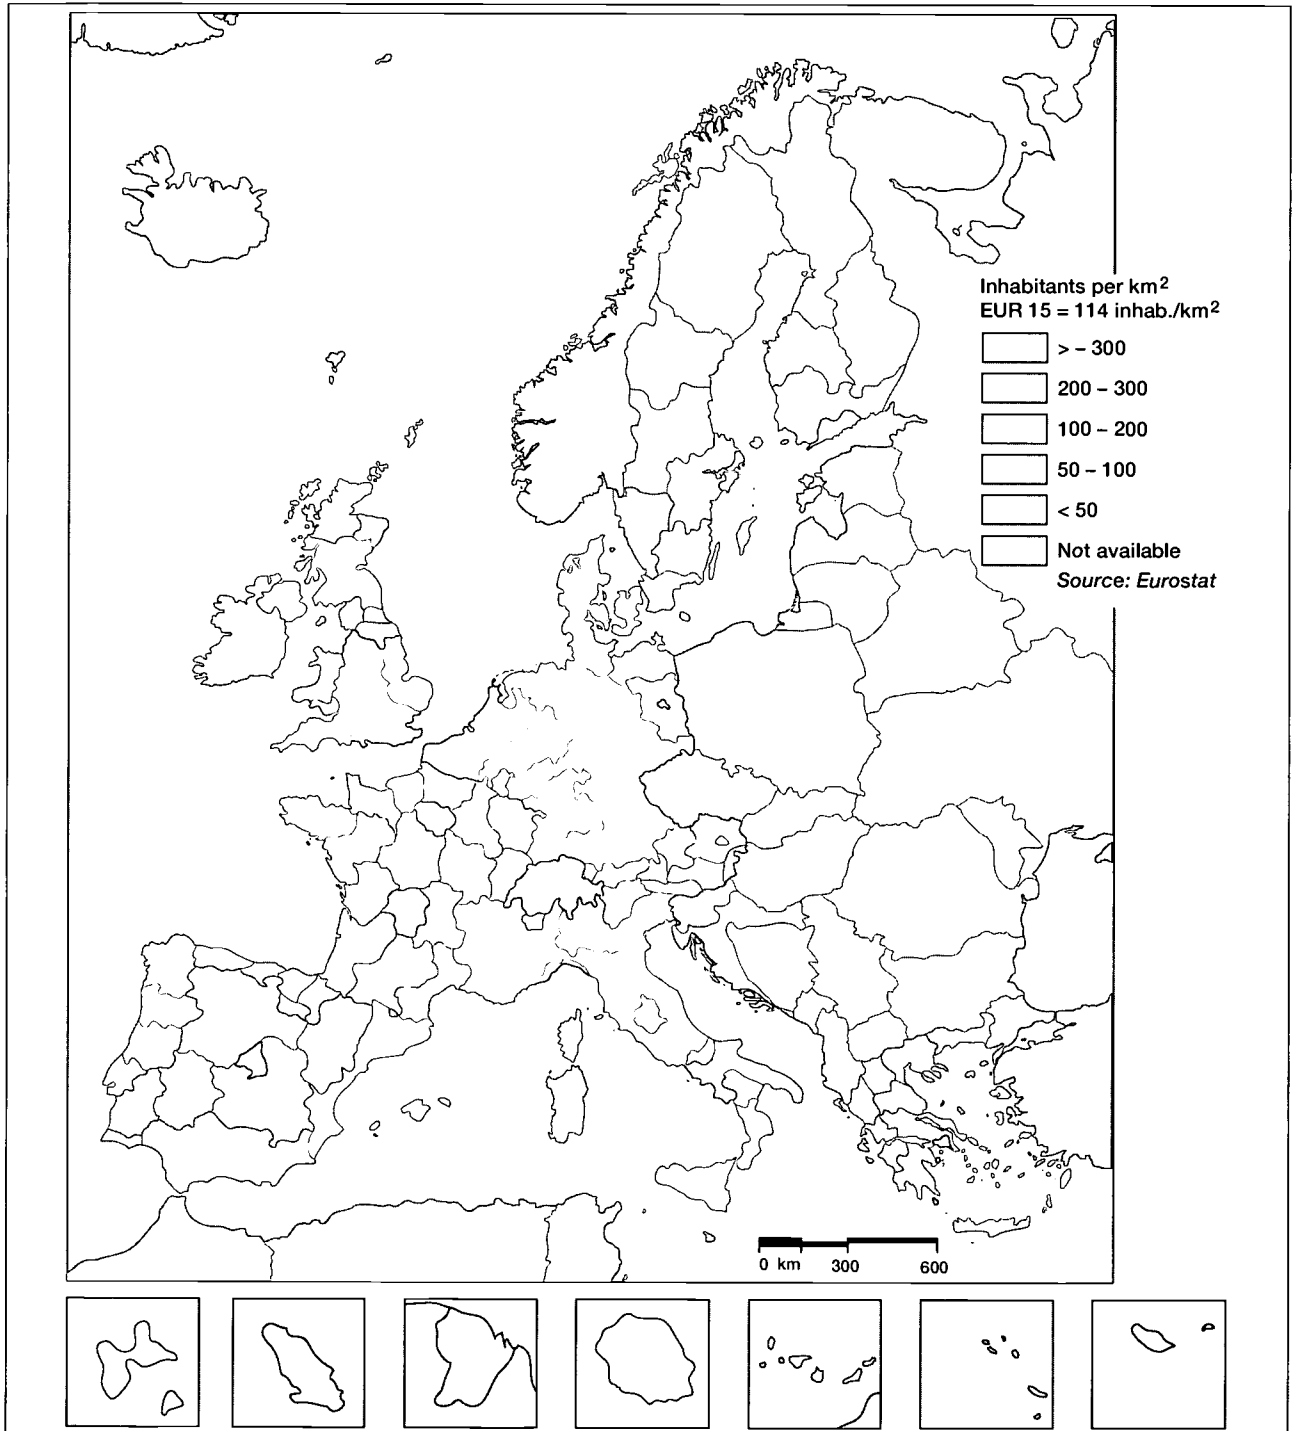 Inhabitants per km²
EUR 15 = 114 inhab./km²
> – 300
200 – 300
100 – 200
50 – 100
< 50
Not available
Source: Eurostat
0 km 300 600